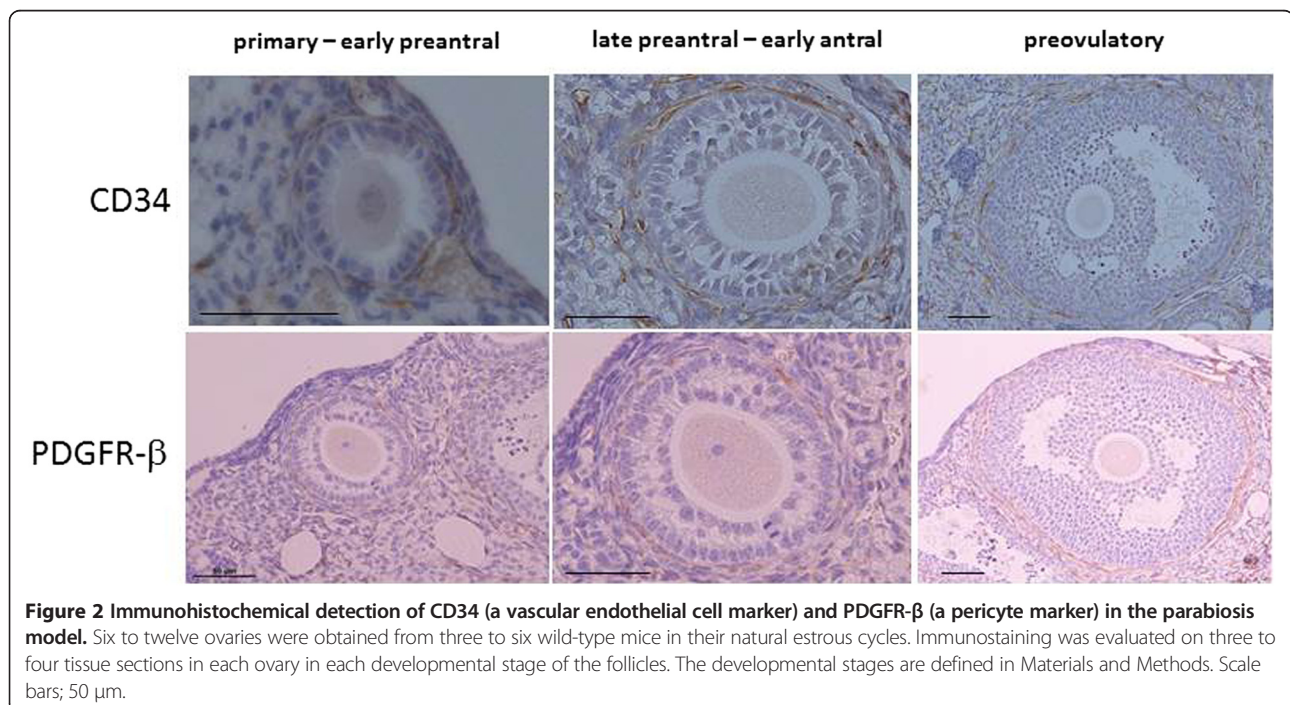 primary – early preantral
late preantral – early antral
preovulatory
CD34
PDGFR-β
50 µm
Figure 2 Immunohistochemical detection of CD34 (a vascular endothelial cell marker) and PDGFR-β (a pericyte marker) in the parabiosis
model. Six to twelve ovaries were obtained from three to six wild-type mice in their natural estrous cycles. Immunostaining was evaluated on three to
four tissue sections in each ovary in each developmental stage of the follicles. The developmental stages are defined in Materials and Methods. Scale
bars; 50 μm.